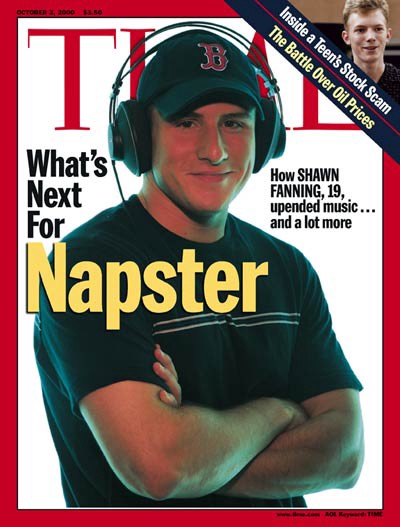 OCTOBER 2, 2000 $3.50
TIME
Inside a Teen's Stock Scam
The Battle Over Oil Prices
B
What's
Next
For
Napster
How SHAWN
FANNING, 19,
upended music ...
and a lot more
www.time.com AOL Keyword: TIME